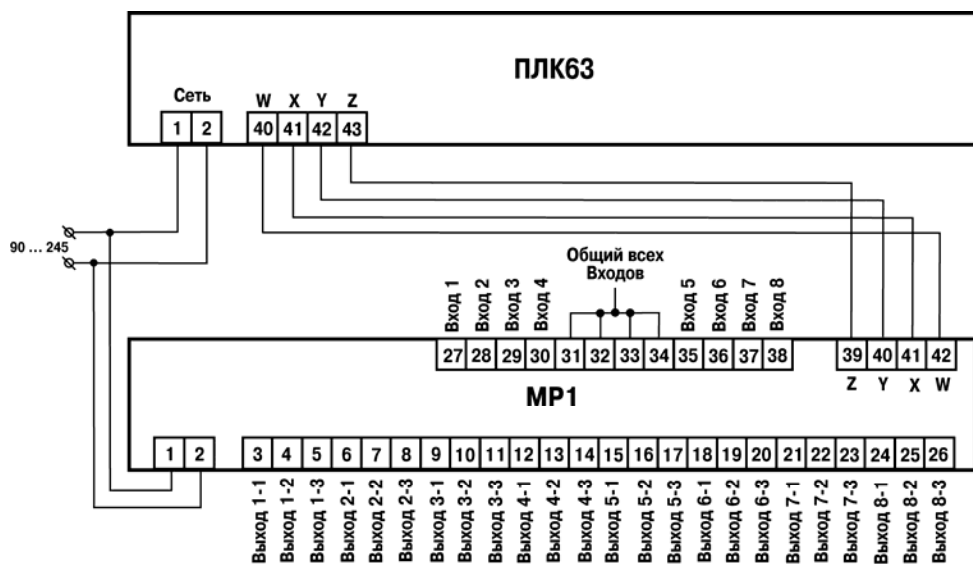 ПЛК63
Сеть
W X Y Z
1 2 40 41 42 43
90 ... 245
Общий всех
Входов
Вход 1 Вход 2 Вход 3 Вход 4 Вход 5 Вход 6 Вход 7 Вход 8
27 28 29 30 31 32 33 34 35 36 37 38 39 40 41 42
Z Y X W
МР1
1 2 3 4 5 6 7 8 9 10 11 12 13 14 15 16 17 18 19 20 21 22 23 24 25 26
Выход 1-1
Выход 1-2
Выход 1-3
Выход 2-1
Выход 2-2
Выход 2-3
Выход 3-1
Выход 3-2
Выход 3-3
Выход 4-1
Выход 4-2
Выход 4-3
Выход 5-1
Выход 5-2
Выход 5-3
Выход 6-1
Выход 6-2
Выход 6-3
Выход 7-1
Выход 7-2
Выход 7-3
Выход 8-1
Выход 8-2
Выход 8-3